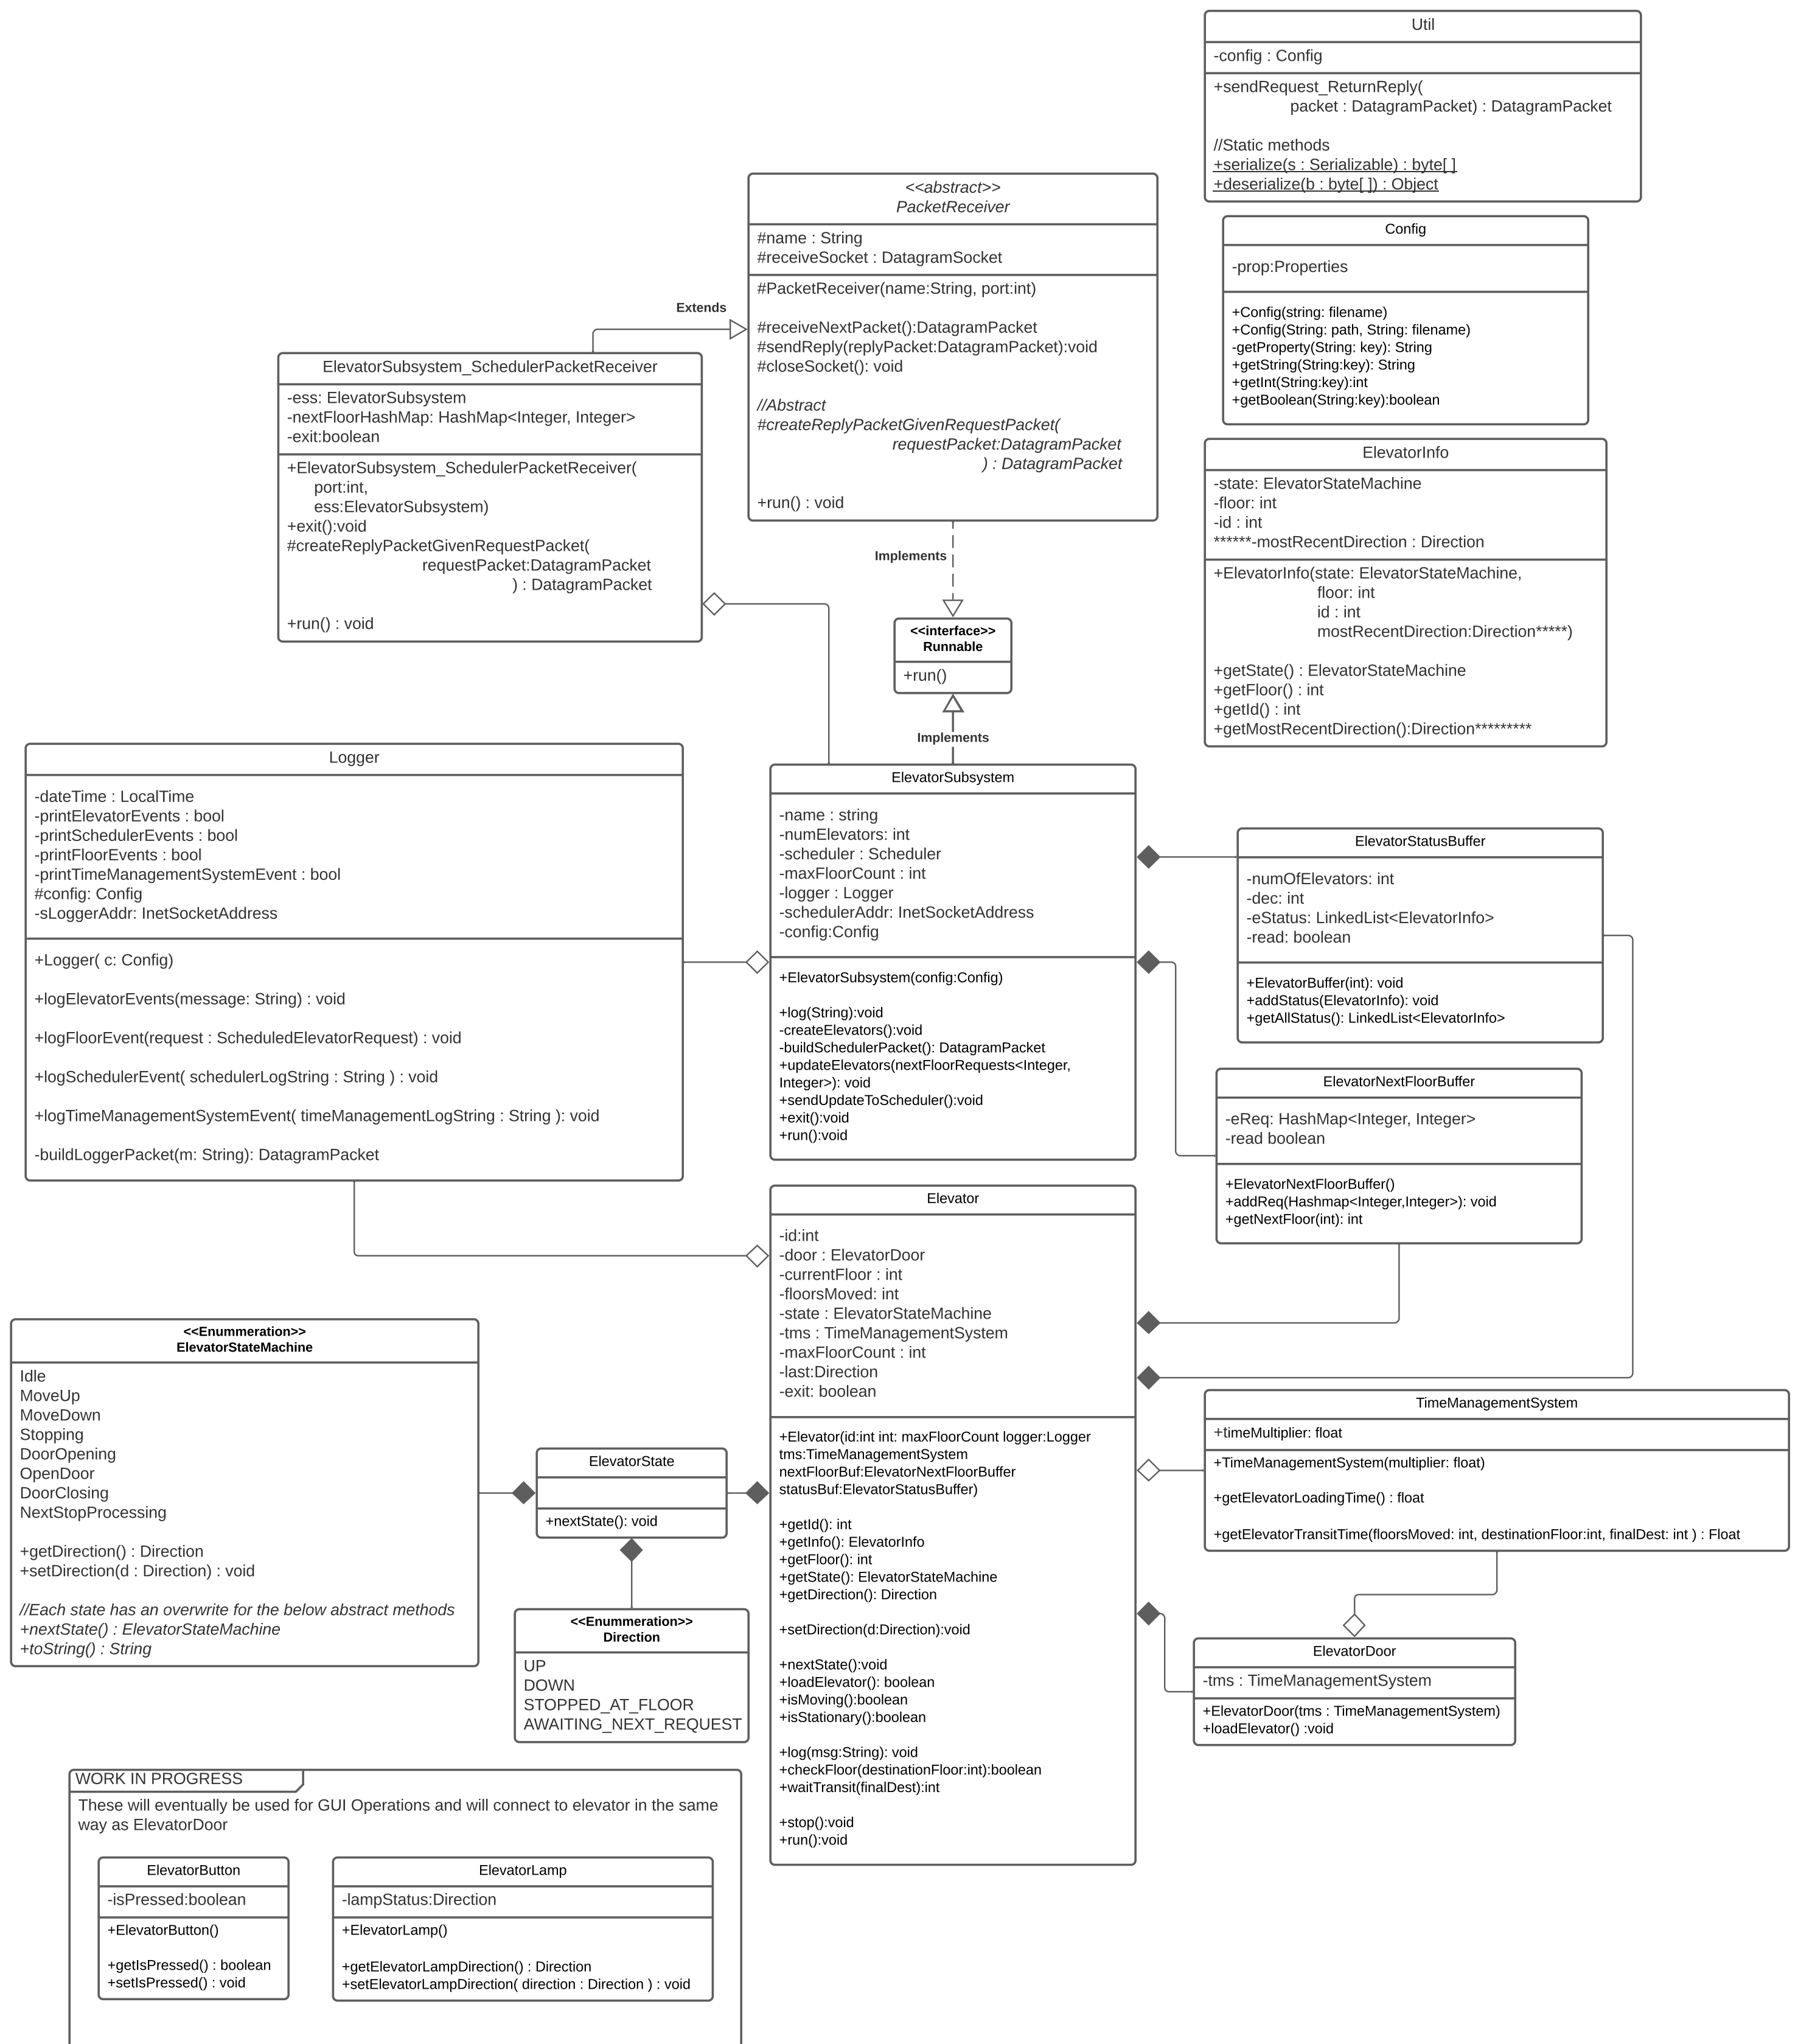 Util
-config : Config
+sendRequest_ReturnReply(
packet : DatagramPacket) : DatagramPacket
//Static methods
+serialize(s : Serializable) : byte[ ]
+deserialize(b : byte[ ]) : Object
<<abstract>>
PacketReceiver
#name : String
#receiveSocket : DatagramSocket
#PacketReceiver(name:String, port:int)
#receiveNextPacket():DatagramPacket
#sendReply(replyPacket:DatagramPacket):void
#closeSocket(): void
//Abstract
#createReplyPacketGivenRequestPacket(
requestPacket:DatagramPacket
) : DatagramPacket
+run() : void
Config
-prop:Properties
+Config(string: filename)
+Config(String: path, String: filename)
-getProperty(String: key): String
+getString(String:key): String
+getInt(String:key):int
+getBoolean(String:key):boolean
Extends
ElevatorSubsystem_SchedulerPacketReceiver
-ess: ElevatorSubsystem
-nextFloorHashMap: HashMap<Integer, Integer>
-exit:boolean
+ElevatorSubsystem_SchedulerPacketReceiver(
port:int,
ess:ElevatorSubsystem)
+exit():void
#createReplyPacketGivenRequestPacket(
requestPacket:DatagramPacket
) : DatagramPacket
+run() : void
ElevatorInfo
-state: ElevatorStateMachine
-floor: int
-id : int
******-mostRecentDirection : Direction
+ElevatorInfo(state: ElevatorStateMachine,
floor: int
id : int
mostRecentDirection:Direction*****)
+getState() : ElevatorStateMachine
+getFloor() : int
+getId() : int
+getMostRecentDirection():Direction*********
Implements
<<interface>>
Runnable
+run()
Implements
Logger
-dateTime : LocalTime
-printElevatorEvents : bool
-printSchedulerEvents : bool
-printFloorEvents : bool
-printTimeManagementSystemEvent : bool
#config: Config
-sLoggerAddr: InetSocketAddress
+Logger( c: Config)
+logElevatorEvents(message: String) : void
+logFloorEvent(request : ScheduledElevatorRequest) : void
+logSchedulerEvent( schedulerLogString : String ) : void
+logTimeManagementSystemEvent( timeManagementLogString : String ): void
-buildLoggerPacket(m: String): DatagramPacket
ElevatorSubsystem
-name : string
-numElevators: int
-scheduler : Scheduler
-maxFloorCount : int
-logger : Logger
-schedulerAddr: InetSocketAddress
-config:Config
+ElevatorSubsystem(config:Config)
+log(String):void
-createElevators():void
-buildSchedulerPacket(): DatagramPacket
+updateElevators(nextFloorRequests<Integer,
Integer>): void
+sendUpdateToScheduler():void
+exit():void
+run():void
ElevatorStatusBuffer
-numOfElevators: int
-dec: int
-eStatus: LinkedList<ElevatorInfo>
-read: boolean
+ElevatorBuffer(int): void
+addStatus(ElevatorInfo): void
+getAllStatus(): LinkedList<ElevatorInfo>
ElevatorNextFloorBuffer
-eReq: HashMap<Integer, Integer>
-read boolean
+ElevatorNextFloorBuffer()
+addReq(Hashmap<Integer,Integer>): void
+getNextFloor(int): int
Elevator
-id:int
-door : ElevatorDoor
-currentFloor : int
-floorsMoved: int
-state : ElevatorStateMachine
-tms : TimeManagementSystem
-maxFloorCount : int
-last:Direction
-exit: boolean
+Elevator(id:int int: maxFloorCount logger:Logger
tms:TimeManagementSystem
nextFloorBuf:ElevatorNextFloorBuffer
statusBuf:ElevatorStatusBuffer)
+getId(): int
+getInfo(): ElevatorInfo
+getFloor(): int
+getState(): ElevatorStateMachine
+getDirection(): Direction
+setDirection(d:Direction):void
+nextState():void
+loadElevator(): boolean
+isMoving():boolean
+isStationary():boolean
+log(msg:String): void
+checkFloor(destinationFloor:int):boolean
+waitTransit(finalDest):int
+stop():void
+run():void
<<Enummeration>>
ElevatorStateMachine
Idle
MoveUp
MoveDown
Stopping
DoorOpening
OpenDoor
DoorClosing
NextStopProcessing
+getDirection() : Direction
+setDirection(d : Direction) : void
//Each state has an overwrite for the below abstract methods
+nextState() : ElevatorStateMachine
+toString() : String
ElevatorState
+nextState(): void
<<Enummeration>>
Direction
UP
DOWN
STOPPED_AT_FLOOR
AWAITING_NEXT_REQUEST
TimeManagementSystem
+timeMultiplier: float
+TimeManagementSystem(multiplier: float)
+getElevatorLoadingTime() : float
+getElevatorTransitTime(floorsMoved: int, destinationFloor:int, finalDest: int ) : Float
ElevatorDoor
-tms : TimeManagementSystem
+ElevatorDoor(tms : TimeManagementSystem)
+loadElevator() :void
WORK IN PROGRESS
These will eventually be used for GUI Operations and will connect to elevator in the same
way as ElevatorDoor
ElevatorButton
-isPressed:boolean
+ElevatorButton()
+getIsPressed() : boolean
+setIsPressed() : void
ElevatorLamp
-lampStatus:Direction
+ElevatorLamp()
+getElevatorLampDirection() : Direction
+setElevatorLampDirection( direction : Direction ) : void